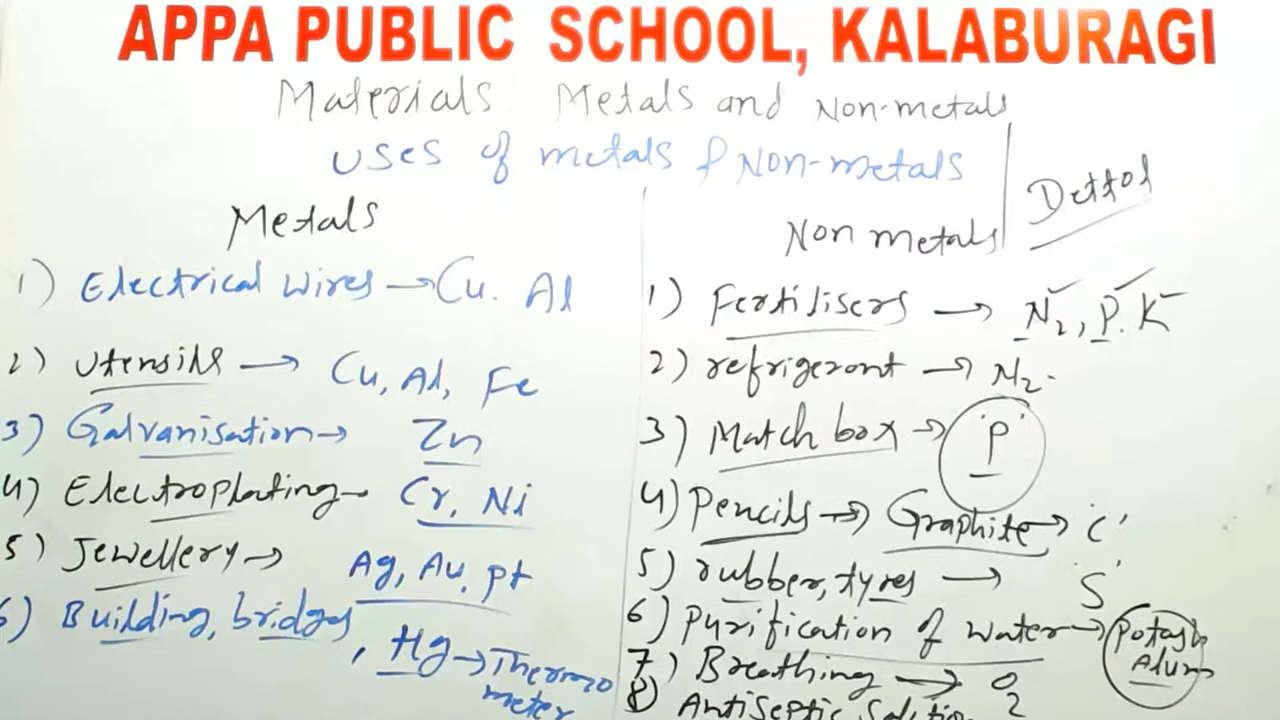 APPA PUBLIC SCHOOL, KALABURAGI
Materials Metals and Non-metals
uses of metals & Non-metals
Dettol
Metals
1) Electrical wires → Cu. Al
2) Utensils → Cu, Al, Fe
3) Galvanisation → Zn
4) Electroplating → Cr, Ni
5) Jewellery → Ag, Au, Pt
6) Building, bridges
, Hg → Thermo
meter
Non metals
1) Fertilisers → N2, P. K
2) refrigerant → N2.
3) Match box → 'P'
4) Pencils → Graphite → 'C'
5) rubber, tyres → 'S'
6) Purification of water → Potash
Alum
7) Breathing → O2
8) Antiseptic Solution